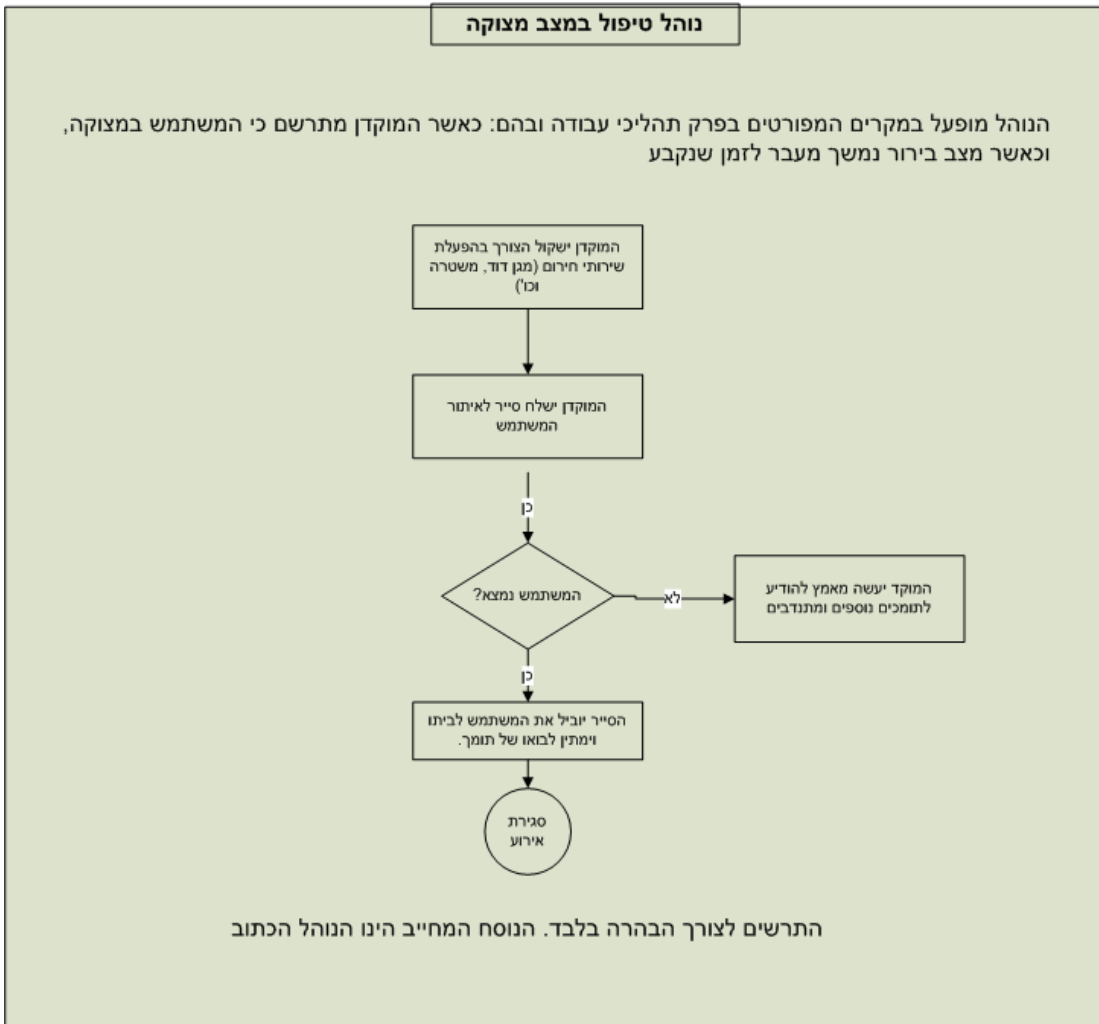 נוהל טיפול במצב מצוקה
הנוהל מופעל במקרים המפורטים בפרק תהליכי עבודה ובהם: כאשר המוקדן מתרשם כי המשתמש במצוקה,
וכאשר מצב בירור נמשך מעבר לזמן שנקבע
המוקדן ישקול הצורך בהפעלת
שירותי חירום (מגן דוד, משטרה
וכו')
המוקדן ישלח סייר לאיתור
המשתמש
כן
המשתמש נמצא?
לא
המוקד יעשה מאמץ להודיע
לתומכים נוספים ומתנדבים
כן
הסייר יוביל את המשתמש לביתו
וימתין לבואו של תומך.
סגירת
אירוע
התרשים לצורך הבהרה בלבד. הנוסח המחייב הינו הנוהל הכתוב